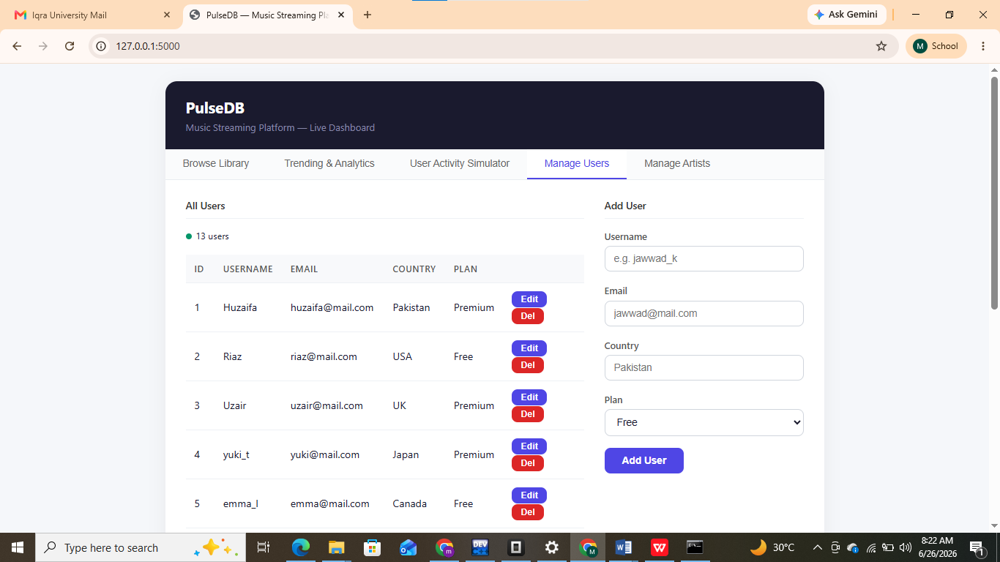 Iqra University Mail
PulseDB — Music Streaming Pla
Ask Gemini
127.0.0.1:5000
M School
PulseDB
Music Streaming Platform — Live Dashboard
Browse Library Trending & Analytics User Activity Simulator Manage Users Manage Artists
All Users
13 users
ID USERNAME EMAIL COUNTRY PLAN
1 Huzaifa huzaifa@mail.com Pakistan Premium Edit Del
2 Riaz riaz@mail.com USA Free Edit Del
3 Uzair uzair@mail.com UK Premium Edit Del
4 yuki_t yuki@mail.com Japan Premium Edit Del
5 emma_l emma@mail.com Canada Free Edit Del
Add User
Username
e.g. jawwad_k
Email
jawwad@mail.com
Country
Pakistan
Plan
Free
Add User
Type here to search
DEV
30°C
8:22 AM
6/26/2026
1